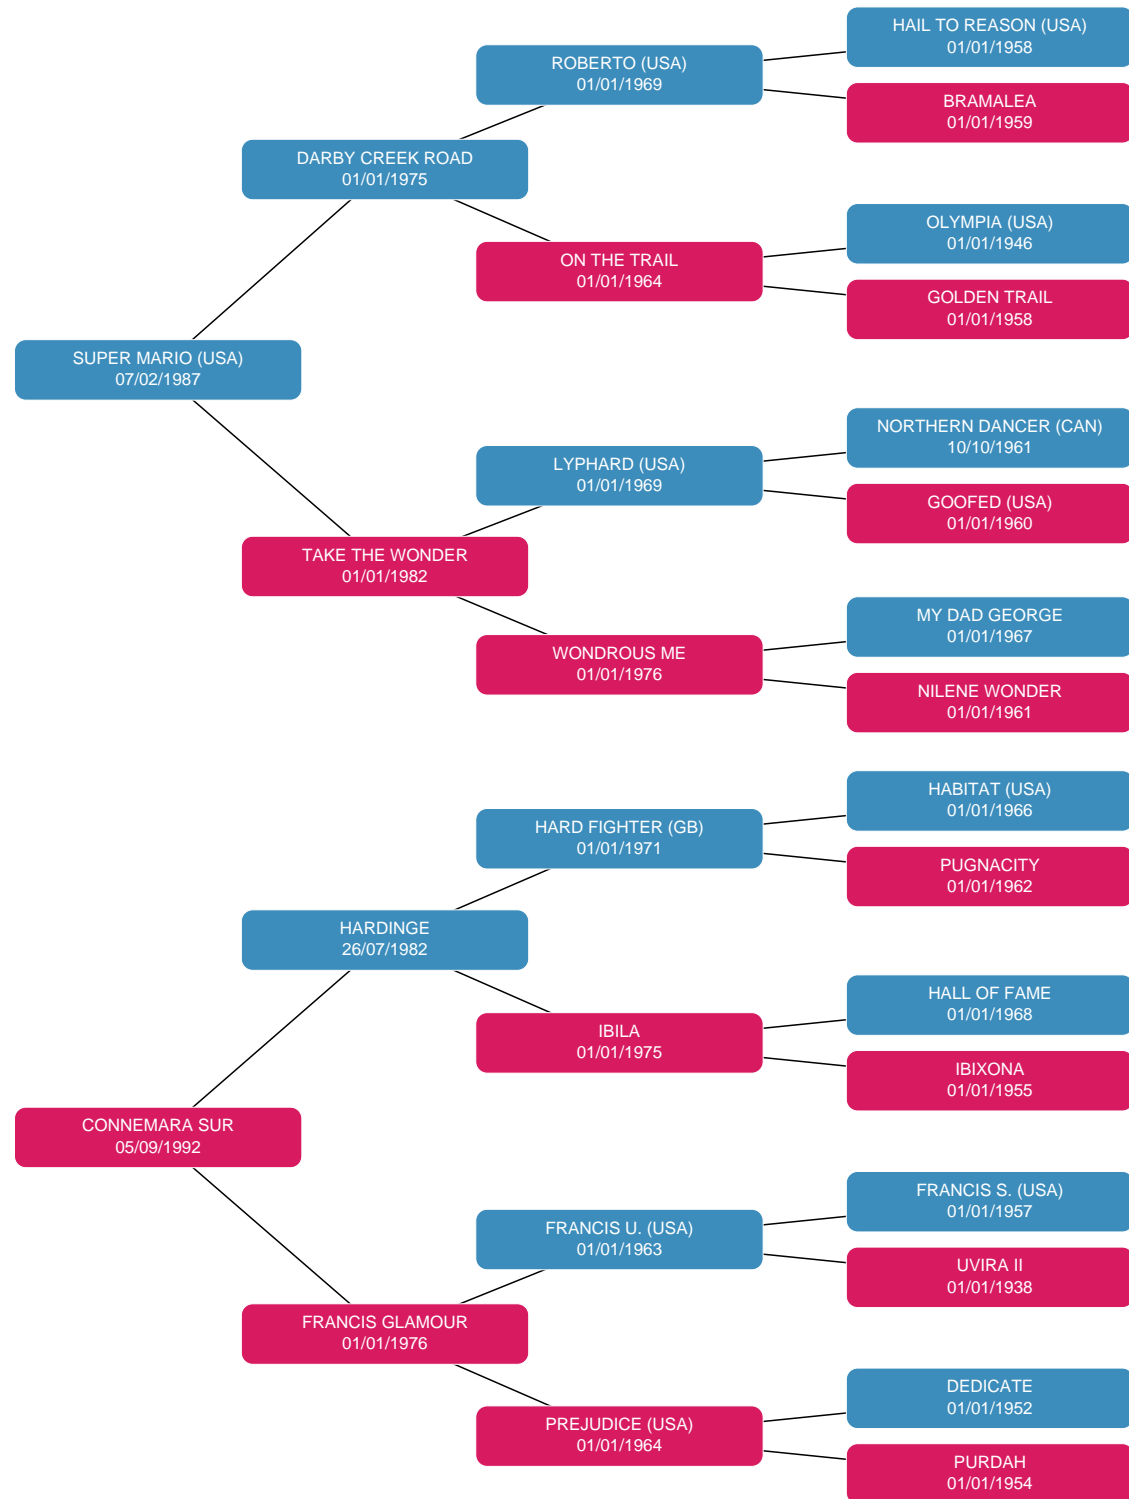 HAIL TO REASON (USA)
01/01/1958
ROBERTO (USA)
01/01/1969
BRAMALEA
01/01/1959
DARBY CREEK ROAD
01/01/1975
OLYMPIA (USA)
01/01/1946
ON THE TRAIL
01/01/1964
GOLDEN TRAIL
01/01/1958
SUPER MARIO (USA)
07/02/1987
NORTHERN DANCER (CAN)
10/10/1961
LYPHARD (USA)
01/01/1969
GOOFED (USA)
01/01/1960
TAKE THE WONDER
01/01/1982
MY DAD GEORGE
01/01/1967
WONDROUS ME
01/01/1976
NILENE WONDER
01/01/1961
HABITAT (USA)
01/01/1966
HARD FIGHTER (GB)
01/01/1971
PUGNACITY
01/01/1962
HARDINGE
26/07/1982
HALL OF FAME
01/01/1968
IBILA
01/01/1975
IBIXONA
01/01/1955
CONNEMARA SUR
05/09/1992
FRANCIS S. (USA)
01/01/1957
FRANCIS U. (USA)
01/01/1963
UVIRA II
01/01/1938
FRANCIS GLAMOUR
01/01/1976
DEDICATE
01/01/1952
PREJUDICE (USA)
01/01/1964
PURDAH
01/01/1954